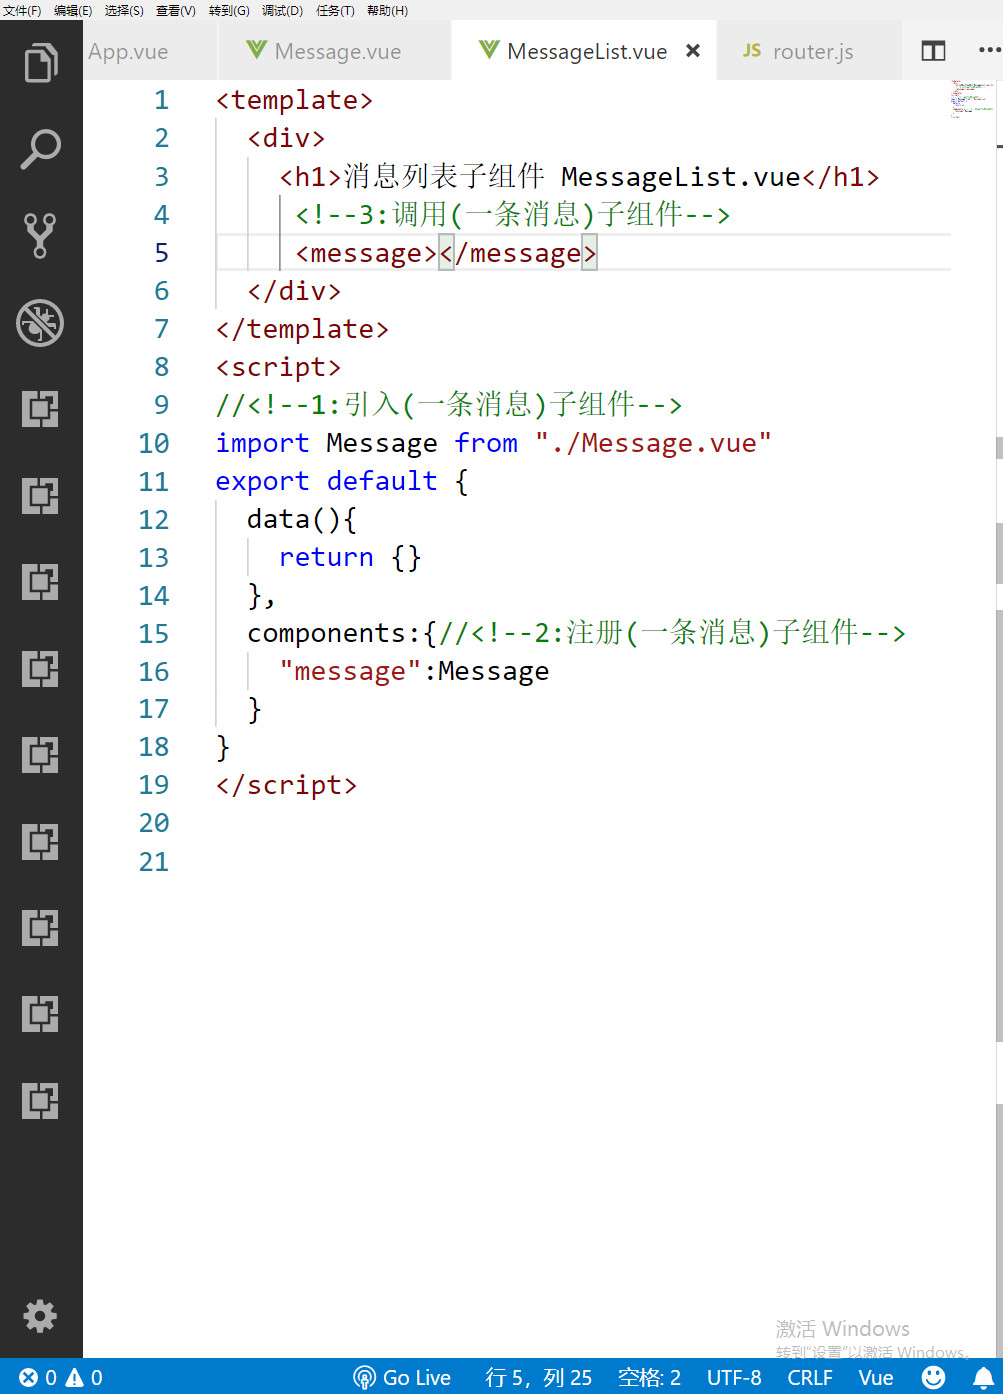 文件(F) 编辑(E) 选择(S) 查看(V) 转到(G) 调试(D) 任务(T) 帮助(H)
App.vue Message.vue MessageList.vue × JS router.js
1 <template>
2 <div>
3 <h1>消息列表子组件 MessageList.vue</h1>
4 <!--3:调用(一条消息)子组件-->
5 <message></message>
6 </div>
7 </template>
8 <script>
9 //<!--1:引入(一条消息)子组件-->
10 import Message from "./Message.vue"
11 export default {
12 data(){
13 return {}
14 },
15 components:{//<!--2:注册(一条消息)子组件-->
16 "message":Message
17 }
18 }
19 </script>
20
21
激活 Windows
转到"设置"以激活 Windows。
0 0 Go Live 行 5，列 25 空格: 2 UTF-8 CRLF Vue